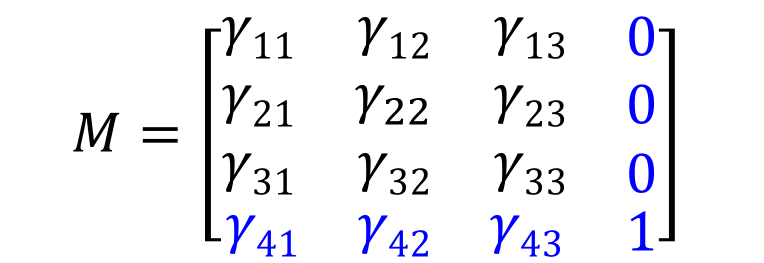 γ₁₁ γ₁₂ γ₁₃ 0
γ₂₁ γ₂₂ γ₂₃ 0
M = [
γ₃₁ γ₃₂ γ₃₃ 0
γ₄₁ γ₄₂ γ₄₃ 1 ]